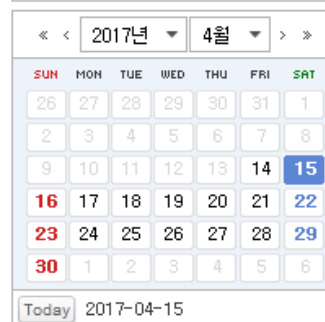 « < 2017년 4월 > »
SUN MON TUE WED THU FRI SAT
26 27 28 29 30 31 1
2 3 4 5 6 7 8
9 10 11 12 13 14 15
16 17 18 19 20 21 22
23 24 25 26 27 28 29
30 1 2 3 4 5 6
Today 2017-04-15